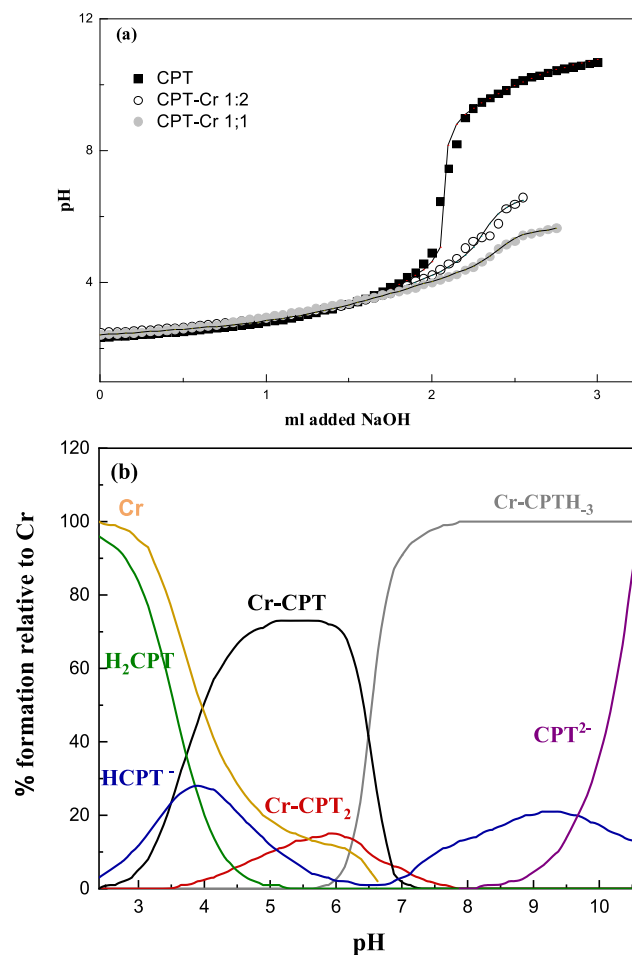 (a)
CPT
CPT-Cr 1:2
CPT-Cr 1;1
12
8
4
pH
0 1 2 3
ml added NaOH
(b)
120
100
80
60
40
20
0
% formation relative to Cr
Cr
Cr-CPTH-3
Cr-CPT
H2CPT
CPT2-
HCPT -
Cr-CPT2
3 4 5 6 7 8 9 10
pH